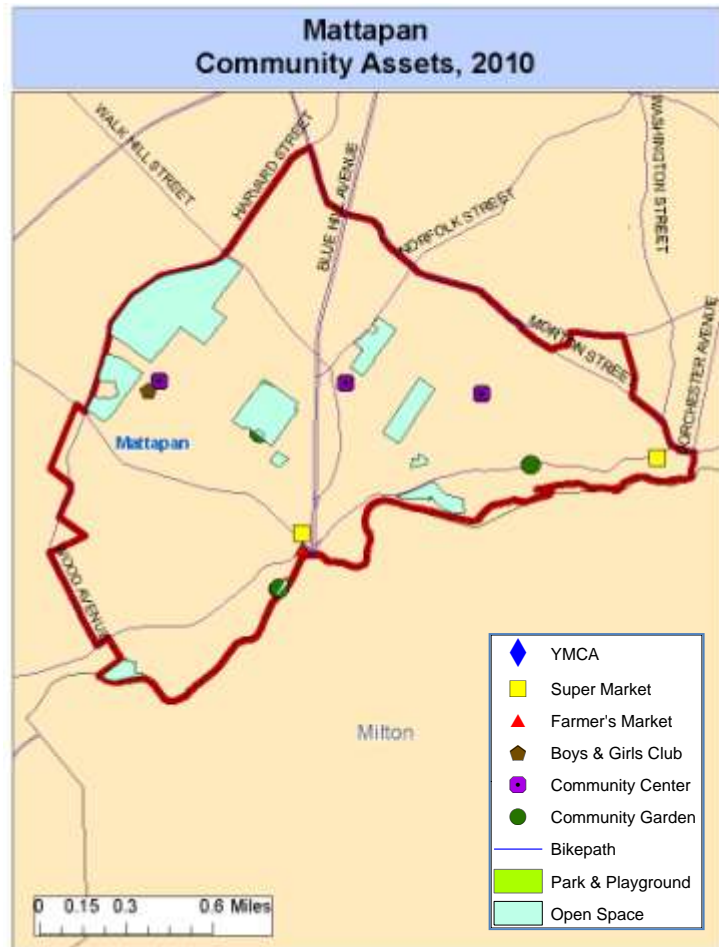 Mattapan
Community Assets, 2010
WALK HILL STREET
HARVARD STREET
BLUE HILL AVENUE
NORFOLK STREET
WASHINGTON STREET
MORTON STREET
DORCHESTER AVENUE
Mattapan
WOOD AVENUE
Milton
YMCA
Super Market
Farmer's Market
Boys & Girls Club
Community Center
Community Garden
Bikepath
Park & Playground
Open Space
0 0.15 0.3 0.6 Miles